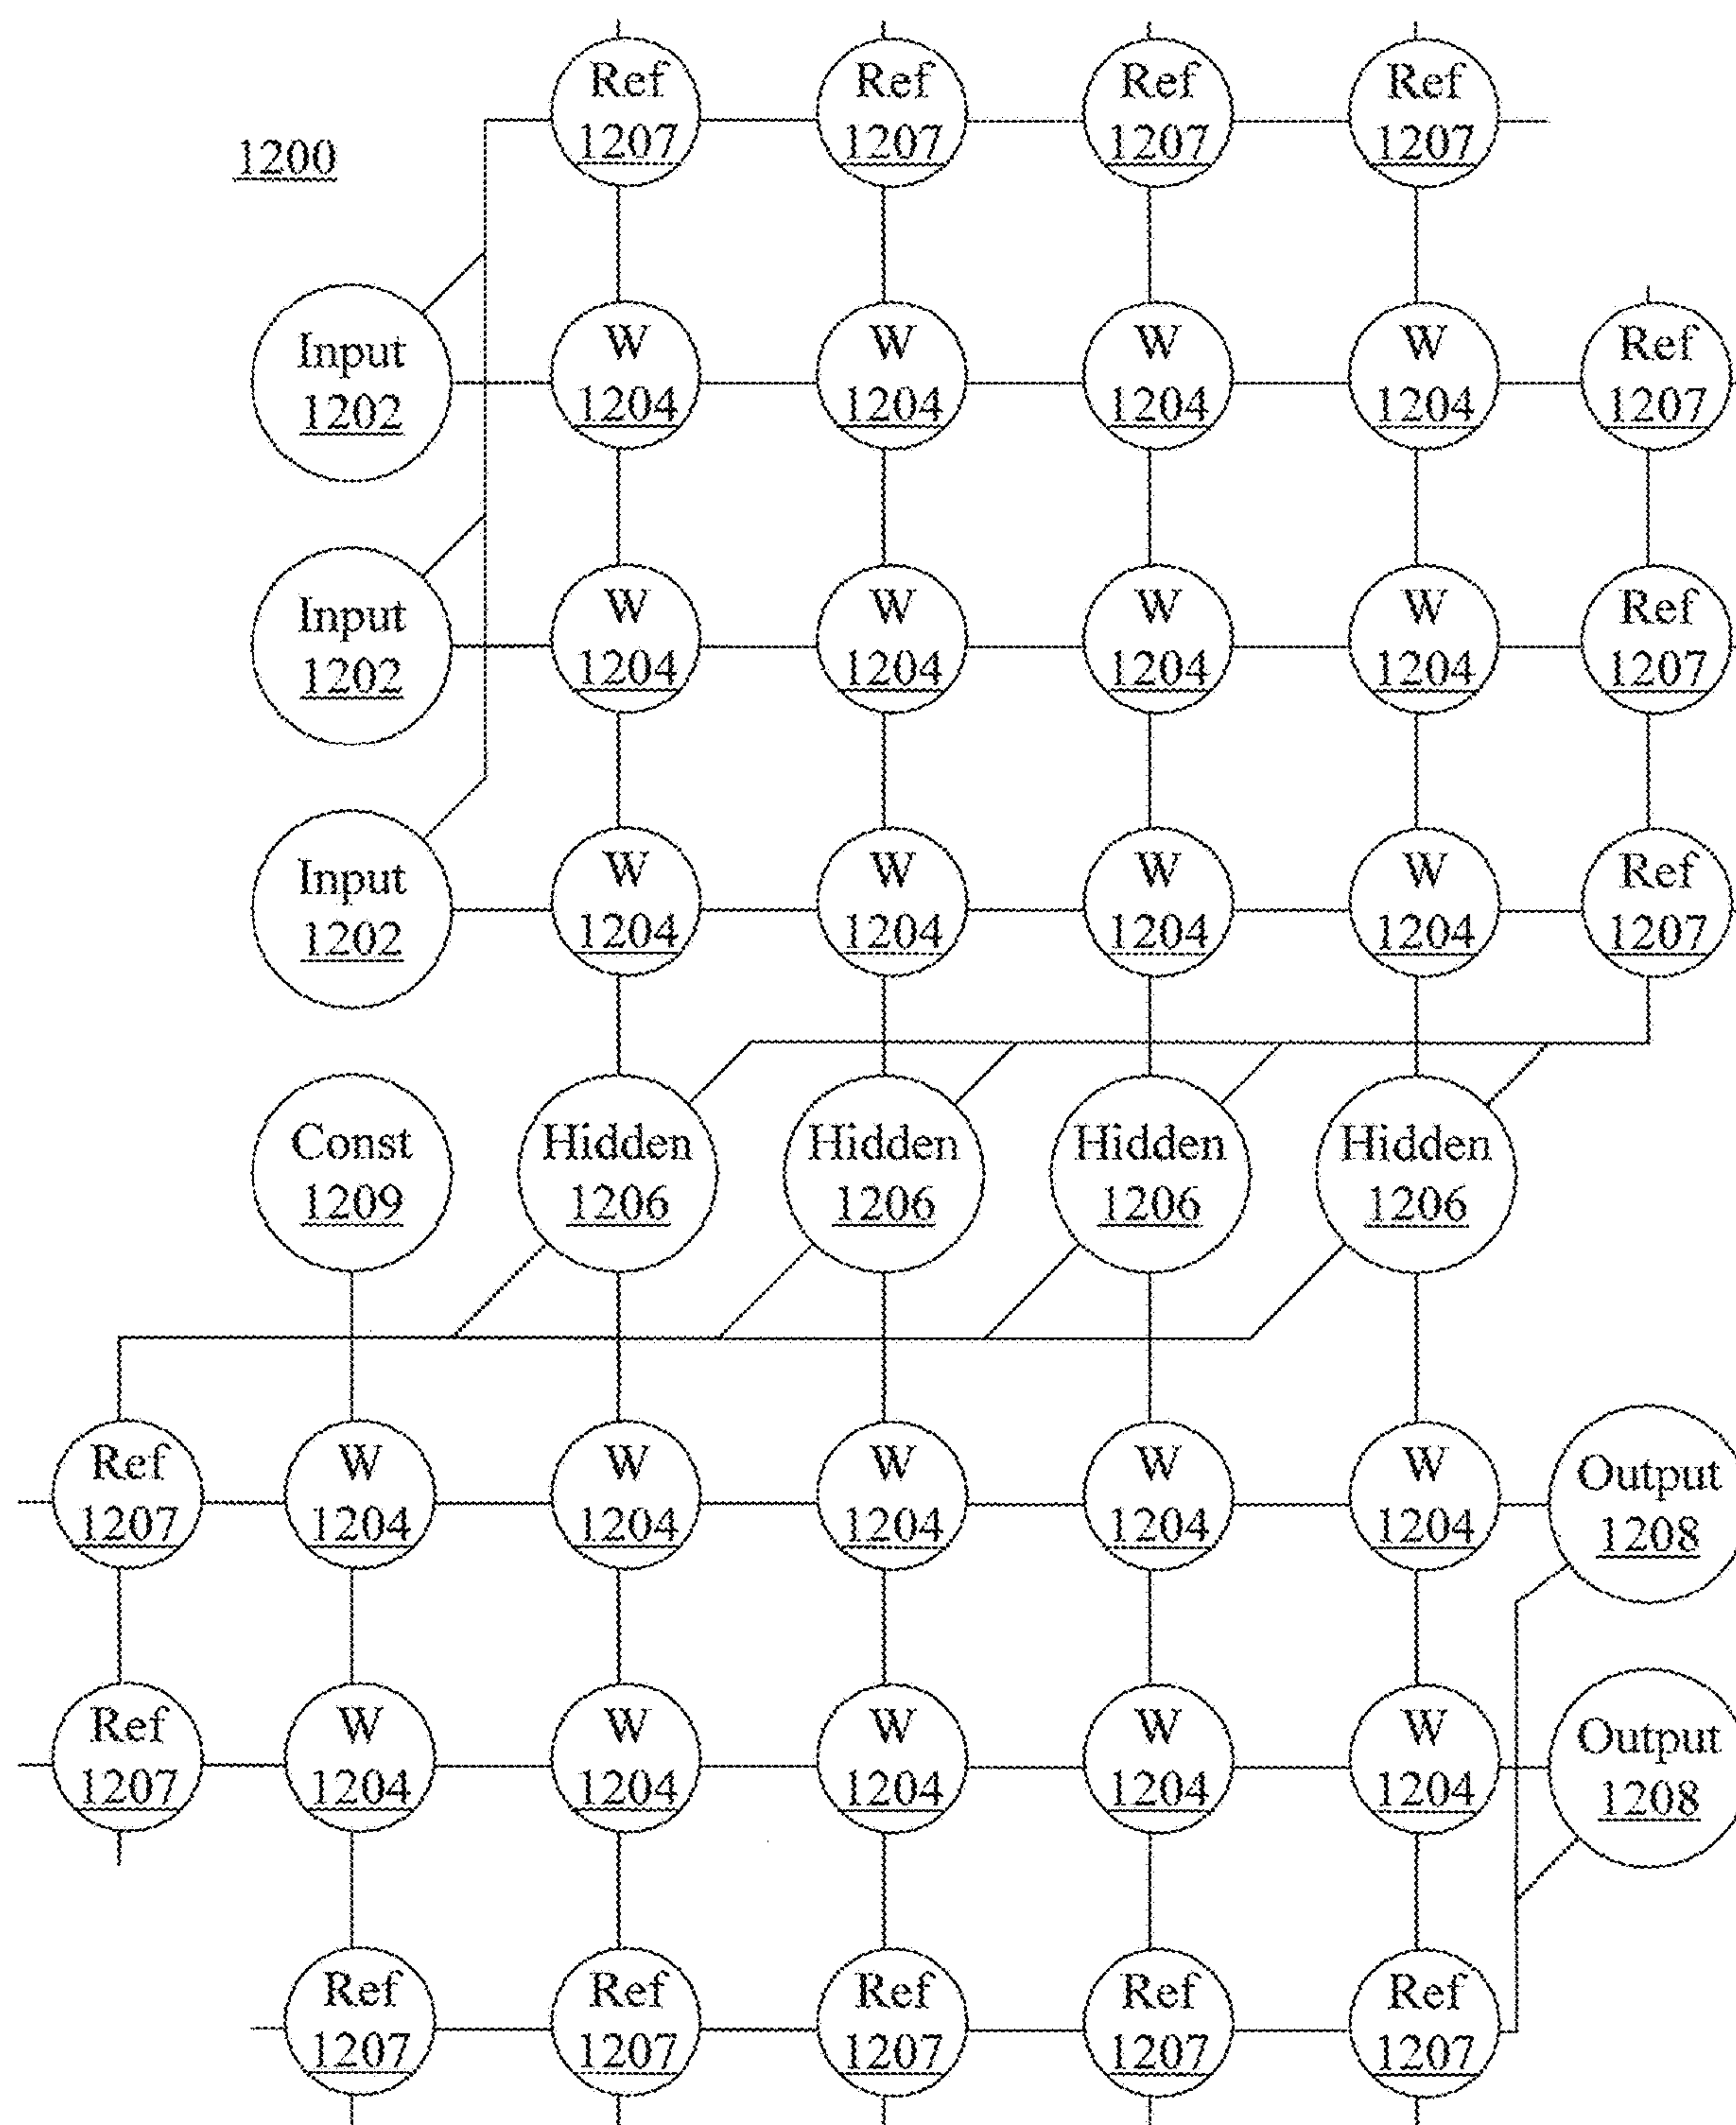 Ref Ref Ref Ref
1200 1207 1207 1207 1207
Input W W W W Ref
1202 1204 1204 1204 1204 1207
Input W W W W Ref
1202 1204 1204 1204 1204 1207
Input W W W W Ref
1202 1204 1204 1204 1204 1207
Const Hidden Hidden Hidden Hidden
1209 1206 1206 1206 1206
Ref W W W W W Output
1207 1204 1204 1204 1204 1204 1208
Ref W W W W W Output
1207 1204 1204 1204 1204 1204 1208
Ref Ref Ref Ref Ref
1207 1207 1207 1207 1207